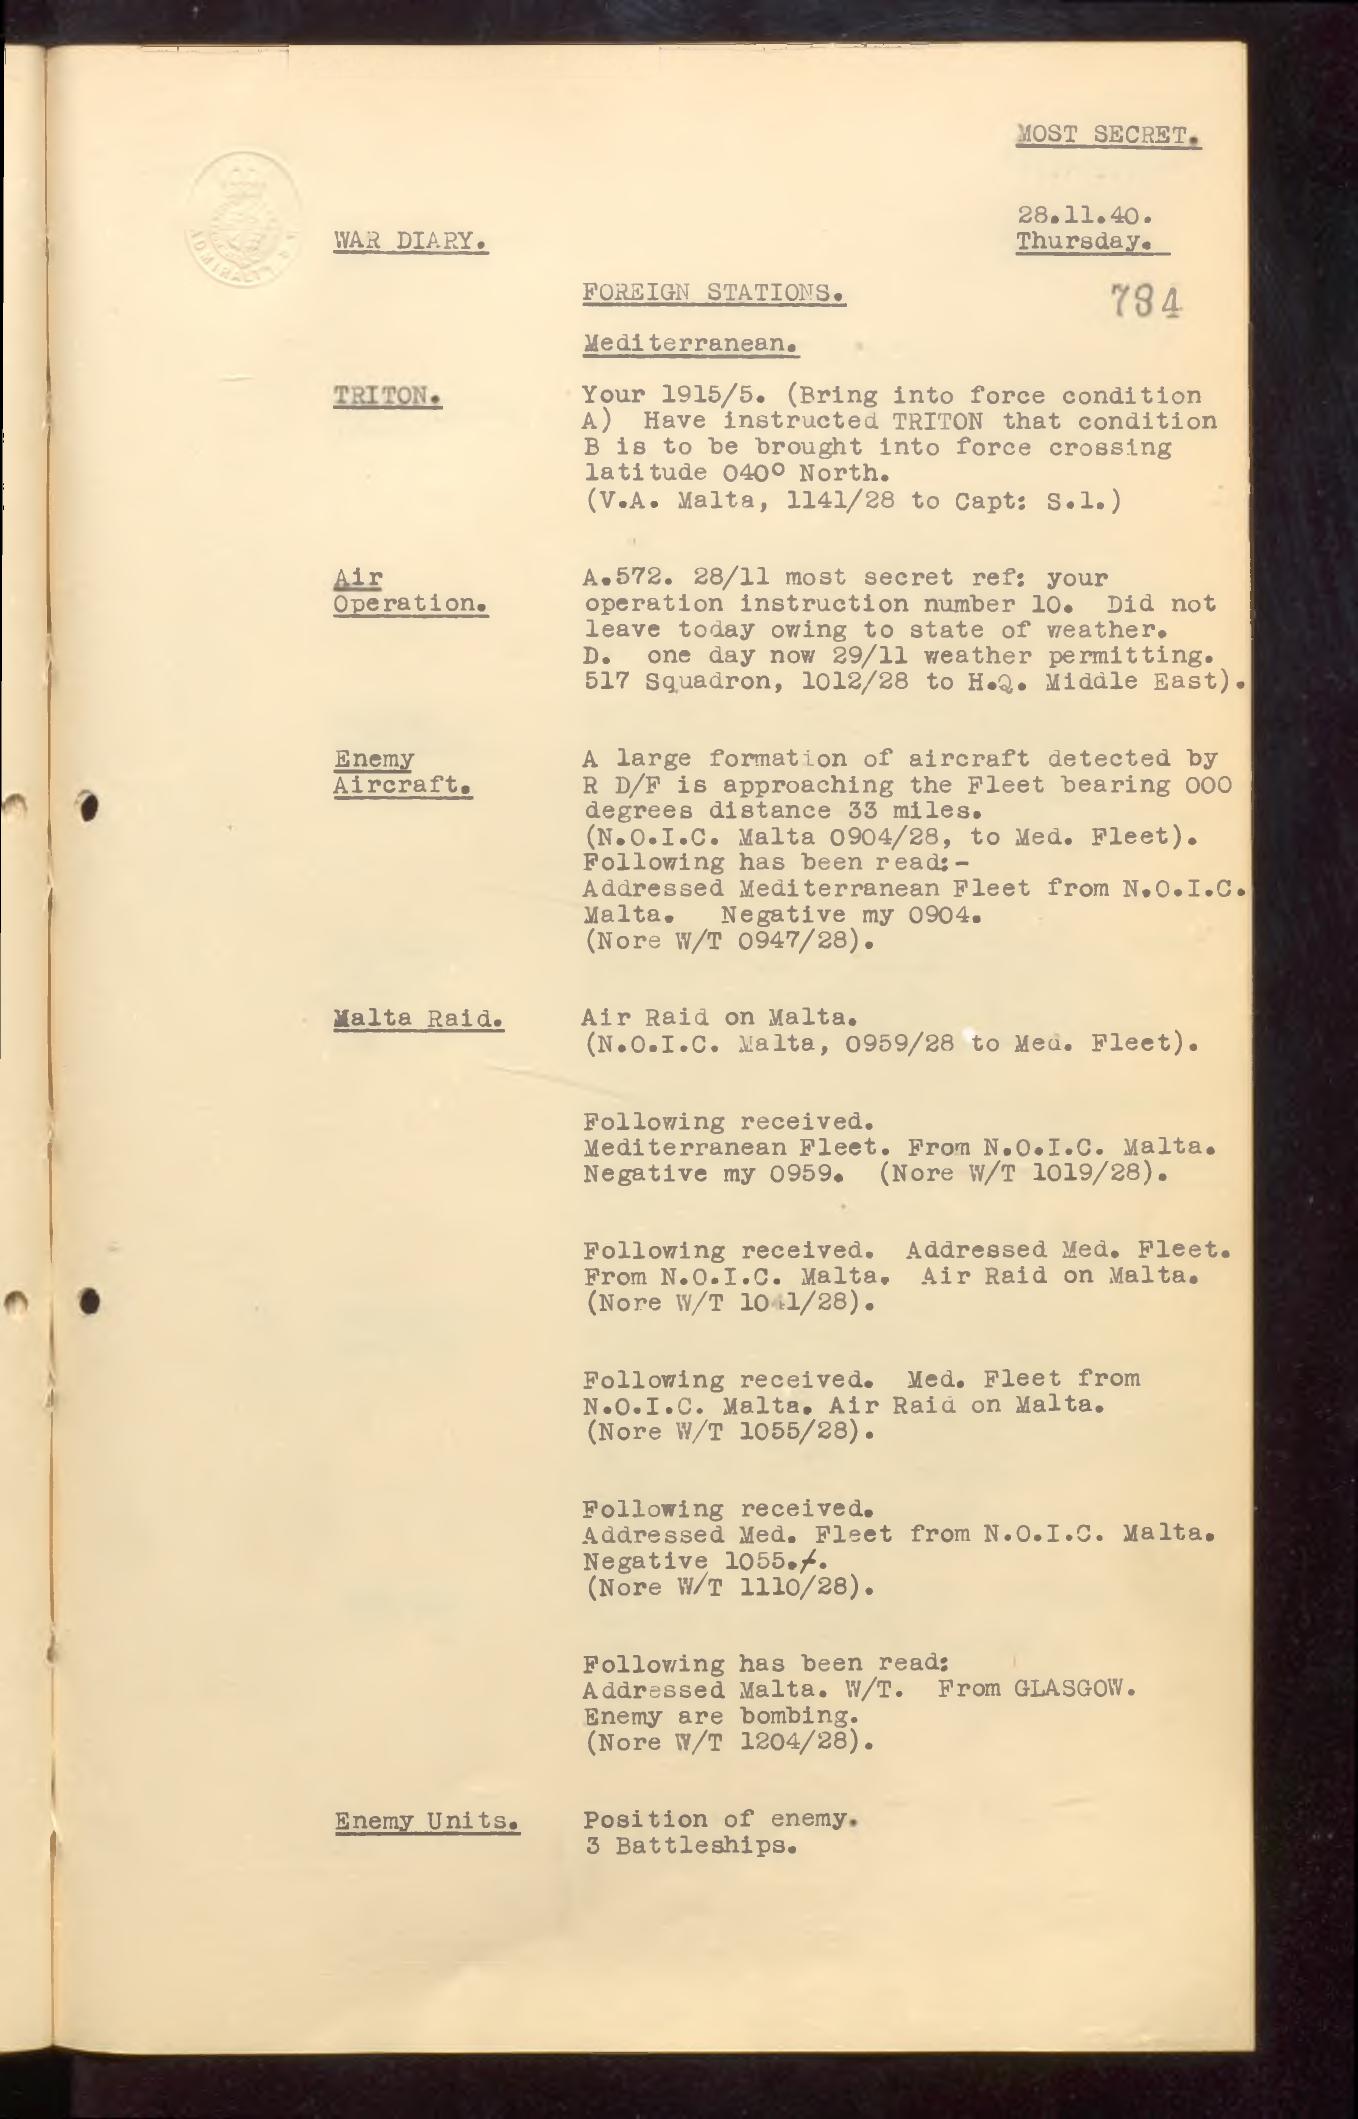 MOST SECRET.
28.11.40.
WAR DIARY.
Thursday.
ADMIRALTY
FOREIGN STATIONS.
784
Mediterranean.
TRITON.
Your 1915/5. (Bring into force condition
A) Have instructed TRITON that condition
B is to be brought into force crossing
latitude 040° North.
(V.A. Malta, 1141/28 to Capt: S.1.)
Air
Operation.
A.572. 28/11 most secret ref: your
operation instruction number 10. Did not
leave today owing to state of weather.
D. one day now 29/11 weather permitting.
517 Squadron, 1012/28 to H.Q. Middle East).
Enemy
Aircraft.
A large formation of aircraft detected by
R D/F is approaching the Fleet bearing 000
degrees distance 33 miles.
(N.O.I.C. Malta 0904/28, to Med. Fleet).
Following has been read:-
Addressed Mediterranean Fleet from N.O.I.C.
Malta. Negative my 0904.
(Nore W/T 0947/28).
Malta Raid.
Air Raid on Malta.
(N.O.I.C. Malta, 0959/28 to Med. Fleet).
Following received.
Mediterranean Fleet. From N.O.I.C. Malta.
Negative my 0959. (Nore W/T 1019/28).
Following received. Addressed Med. Fleet.
From N.O.I.C. Malta. Air Raid on Malta.
(Nore W/T 1041/28).
Following received. Med. Fleet from
N.O.I.C. Malta. Air Raid on Malta.
(Nore W/T 1055/28).
Following received.
Addressed Med. Fleet from N.O.I.C. Malta.
Negative 1055./.
(Nore W/T 1110/28).
Following has been read:
Addressed Malta. W/T. From GLASGOW.
Enemy are bombing.
(Nore W/T 1204/28).
Enemy Units.
Position of enemy.
3 Battleships.